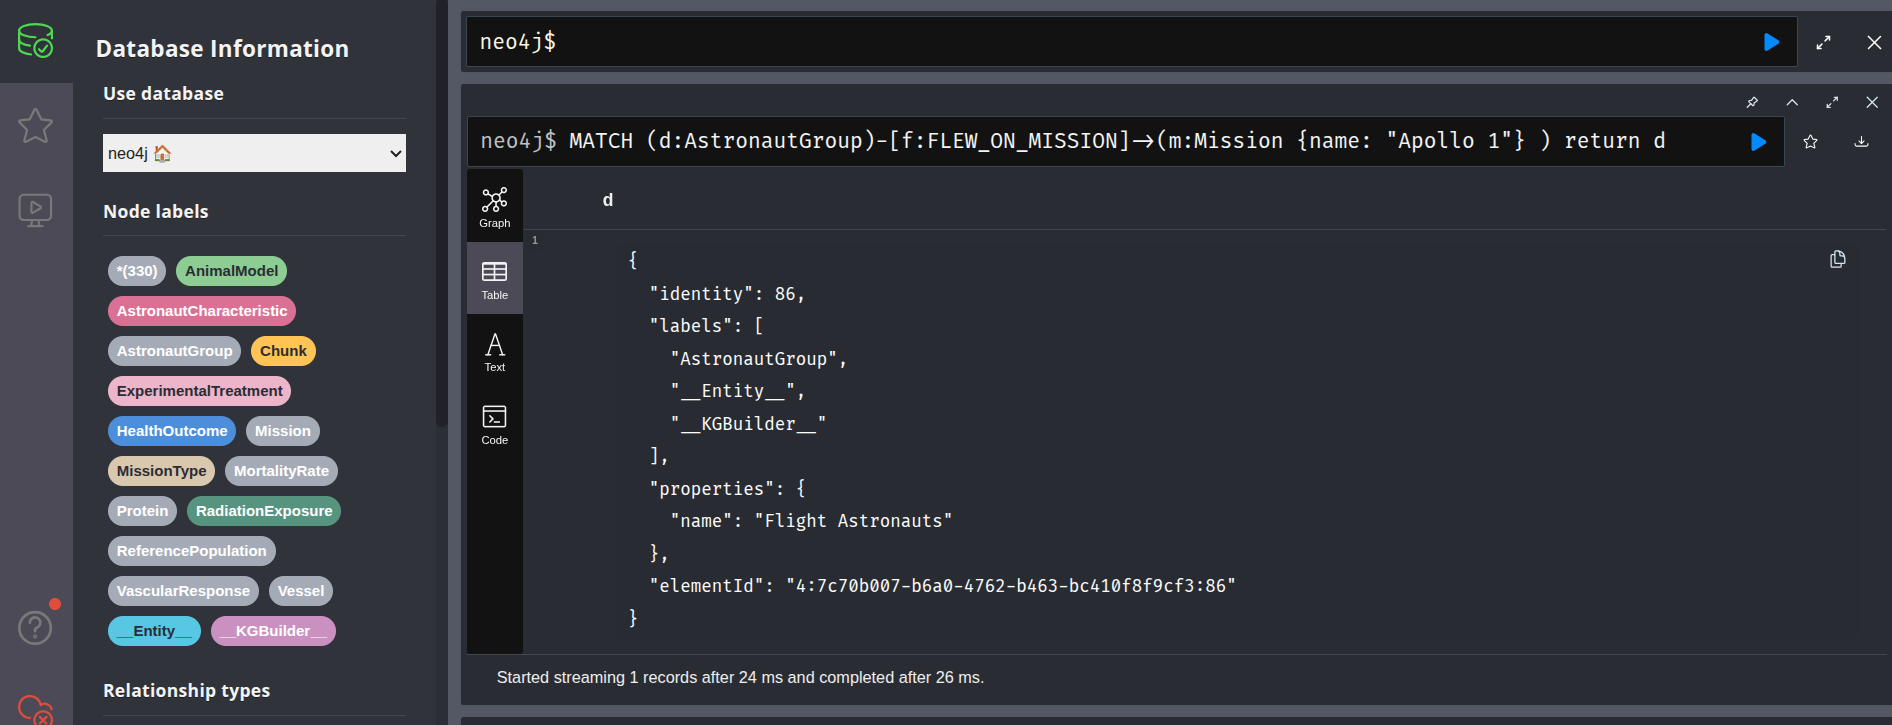 Database Information
Use database
neo4j 🏠
Node labels
*(330) AnimalModel
AstronautCharacteristic
AstronautGroup Chunk
ExperimentalTreatment
HealthOutcome Mission
MissionType MortalityRate
Protein RadiationExposure
ReferencePopulation
VascularResponse Vessel
__Entity__ __KGBuilder__
Relationship types
neo4j$
neo4j$ MATCH (d:AstronautGroup)-[f:FLEW_ON_MISSION]->(m:Mission {name: "Apollo 1"} ) return d
Graph
Table
Text
Code
d
1
{
"identity": 86,
"labels": [
"AstronautGroup",
"__Entity__",
"__KGBuilder__"
],
"properties": {
"name": "Flight Astronauts"
},
"elementId": "4:7c70b007-b6a0-4762-b463-bc410f8f9cf3:86"
}
Started streaming 1 records after 24 ms and completed after 26 ms.